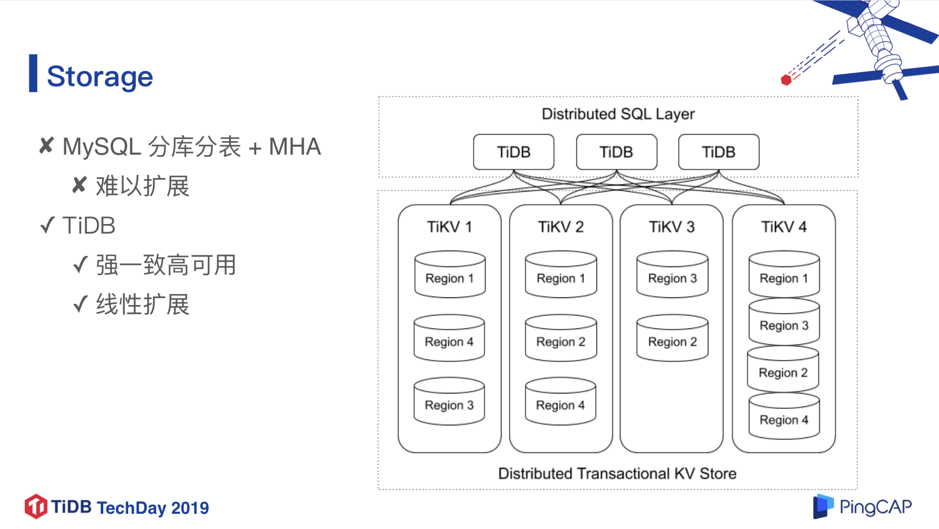 Storage
✘ MySQL 分库分表 + MHA
✘ 难以扩展
✓ TiDB
✓ 强一致高可用
✓ 线性扩展
Distributed SQL Layer
TiDB TiDB TiDB
TiKV 1
Region 1
Region 4
Region 3
TiKV 2
Region 1
Region 2
Region 4
TiKV 3
Region 3
Region 2
TiKV 4
Region 1
Region 3
Region 2
Region 4
Distributed Transactional KV Store
TiDB TechDay 2019
PingCAP